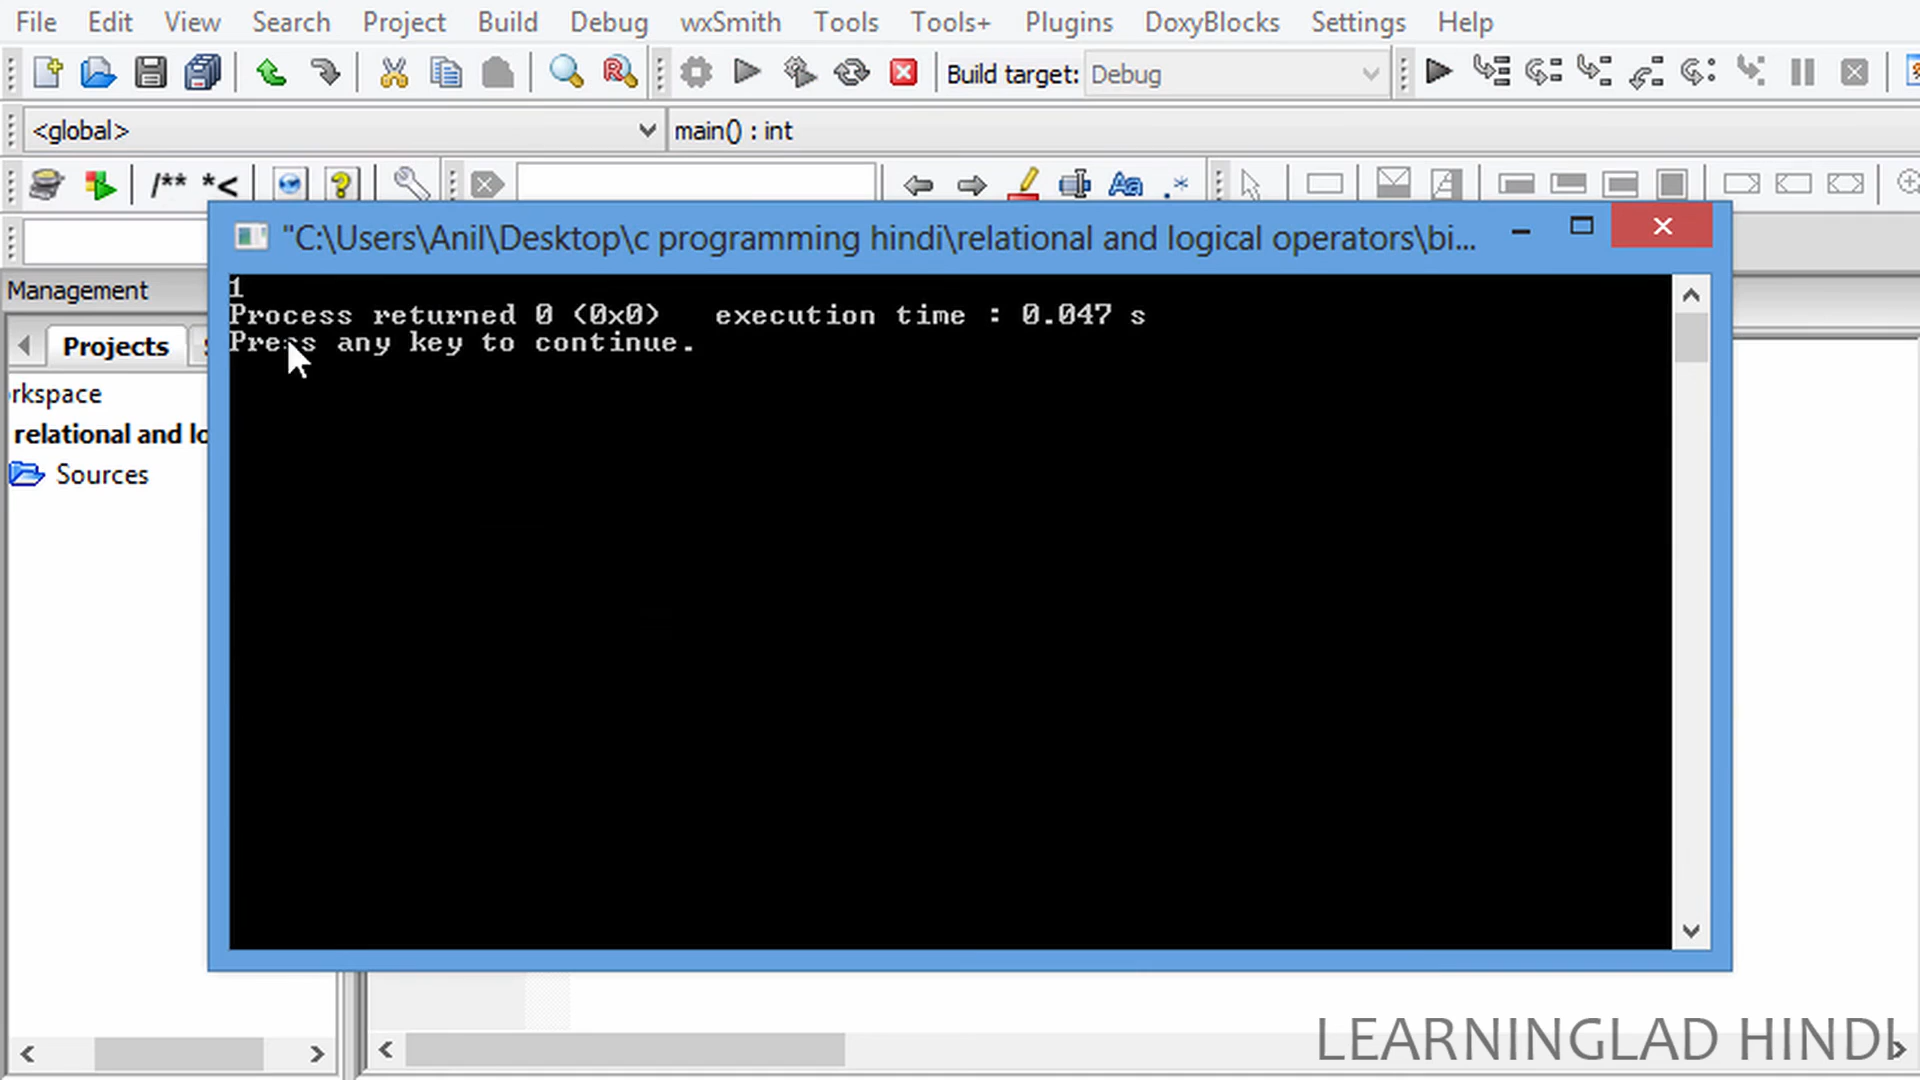 File Edit View Search Project Build Debug wxSmith Tools Tools+ Plugins DoxyBlocks Settings Help
Build target: Debug
<global> main() : int
/** *< Aa .*
"C:\Users\Anil\Desktop\c programming hindi\relational and logical operators\bi...
1
Process returned 0 (0x0) execution time : 0.047 s
Press any key to continue.
Management
Projects
rkspace
relational and lo
Sources
LEARNINGLAD HINDI